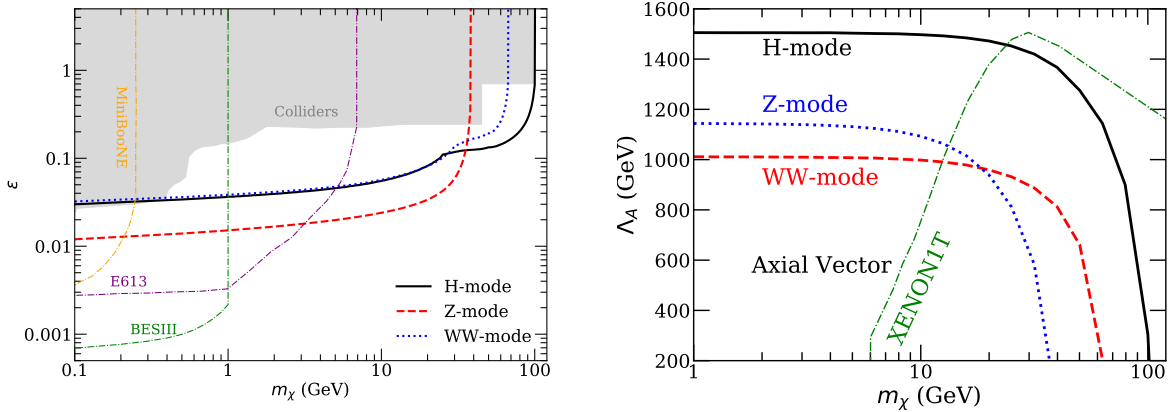 1
0.1
0.01
0.001
ε
MiniBooNE
Colliders
E613
BESIII
H-mode
Z-mode
WW-mode
0.1
1
10
100
m_χ (GeV)
1600
1400
1200
1000
800
600
400
200
Λ_A (GeV)
H-mode
Z-mode
WW-mode
Axial Vector
XENON1T
1
10
100
m_χ (GeV)